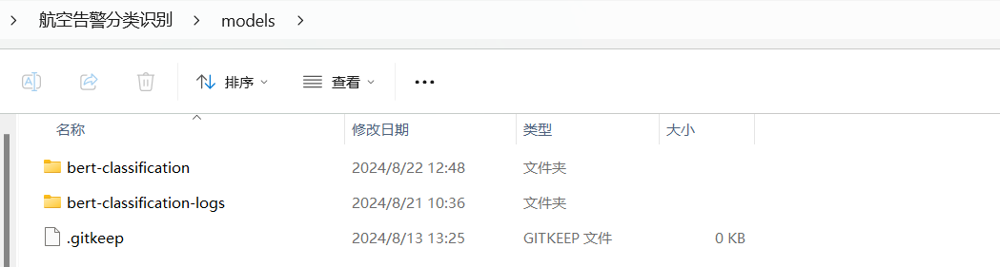 航空告警分类识别 models
排序 查看
名称 修改日期 类型 大小
bert-classification 2024/8/22 12:48 文件夹
bert-classification-logs 2024/8/21 10:36 文件夹
.gitkeep 2024/8/13 13:25 GITKEEP 文件 0 KB